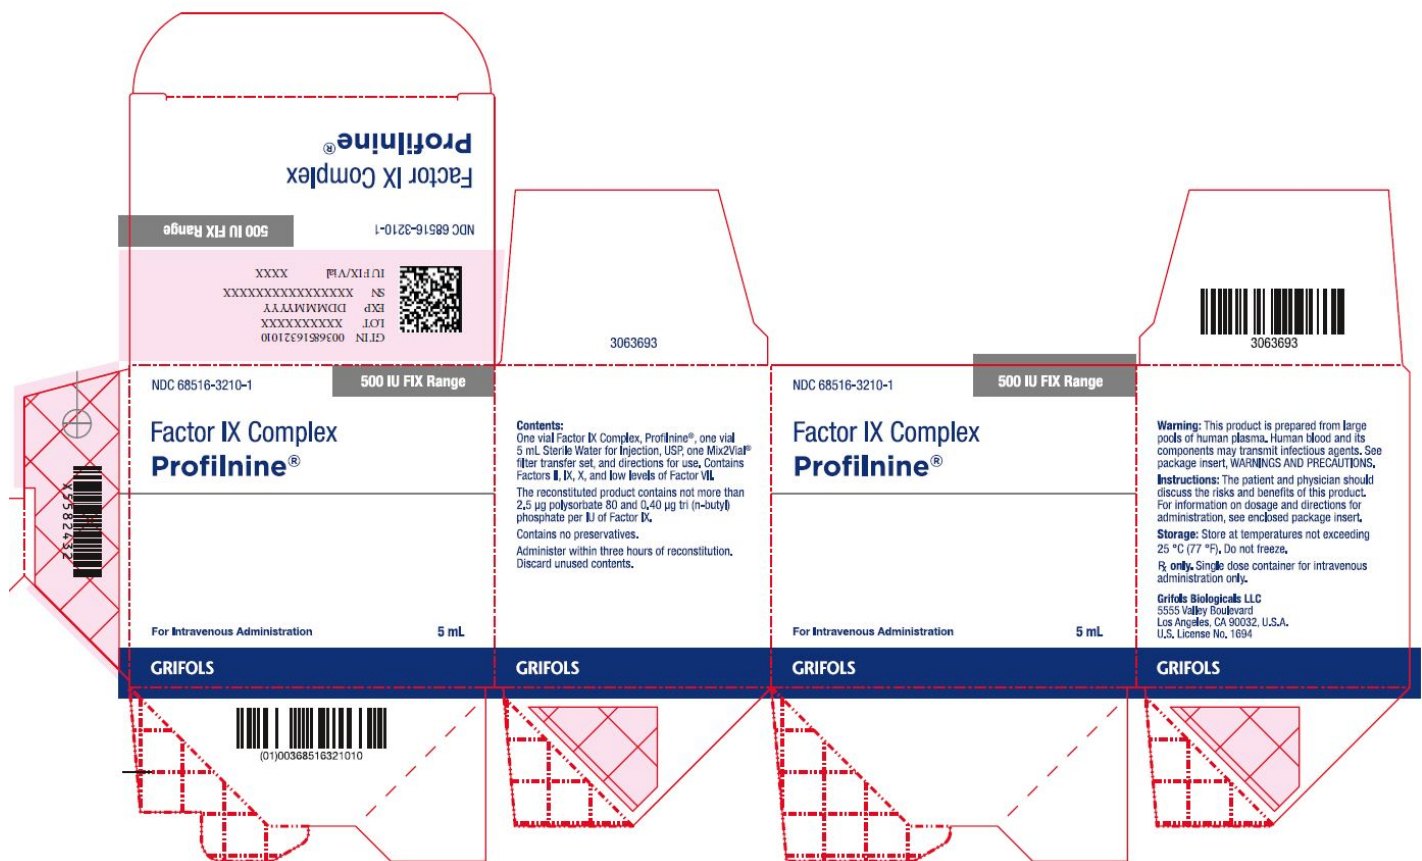 Profilnine®
Factor IX Complex
NDC 68516-3210-1
500 IU FIX Range
GTIN 00368516321010
LOT XXXXXXXXXX
EXP DDMMMYYYY
SN XXXXXXXXXXXXXXXX
IU FIX/Vial XXXX
3063693
3063693
X5582432
NDC 68516-3210-1
500 IU FIX Range
Factor IX Complex
Profilnine®
For Intravenous Administration
5 mL
GRIFOLS
(01)00368516321010
Contents:
One vial Factor IX Complex, Profilnine®, one vial
5 mL Sterile Water for Injection, USP, one Mix2Vial®
filter transfer set, and directions for use. Contains
Factors II, IX, X, and low levels of Factor VII.
The reconstituted product contains not more than
2.5 µg polysorbate 80 and 0.40 µg tri (n-butyl)
phosphate per IU of Factor IX.
Contains no preservatives.
Administer within three hours of reconstitution.
Discard unused contents.
GRIFOLS
NDC 68516-3210-1
500 IU FIX Range
Factor IX Complex
Profilnine®
For Intravenous Administration
5 mL
GRIFOLS
Warning: This product is prepared from large
pools of human plasma. Human blood and its
components may transmit infectious agents. See
package insert, WARNINGS AND PRECAUTIONS.
Instructions: The patient and physician should
discuss the risks and benefits of this product.
For information on dosage and directions for
administration, see enclosed package insert.
Storage: Store at temperatures not exceeding
25 °C (77 °F). Do not freeze.
℞ only. Single dose container for intravenous
administration only.
Grifols Biologicals LLC
5555 Valley Boulevard
Los Angeles, CA 90032, U.S.A.
U.S. License No. 1694
GRIFOLS